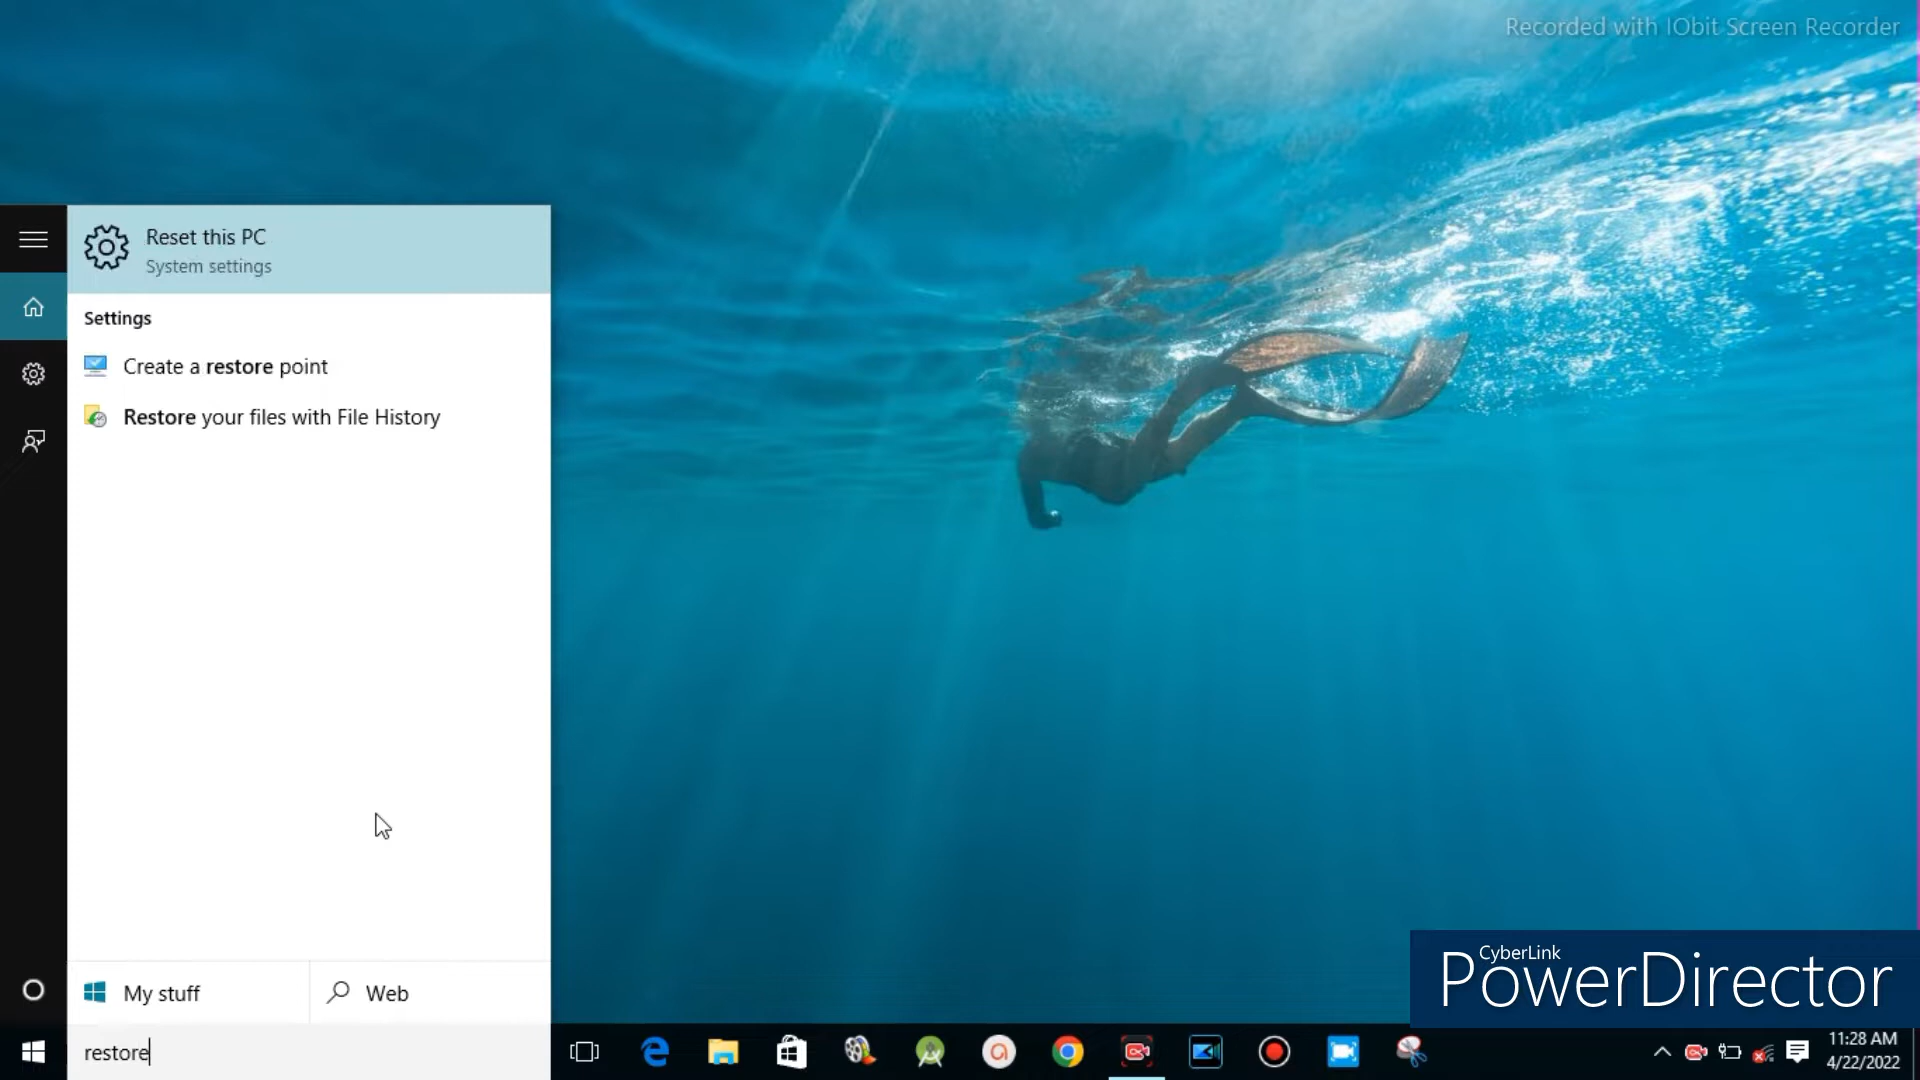 Recorded with IObit Screen Recorder
Reset this PC
System settings
Settings
Create a restore point
Restore your files with File History
My stuff
Web
restore
CyberLink
PowerDirector
11:28 AM
4/22/2022